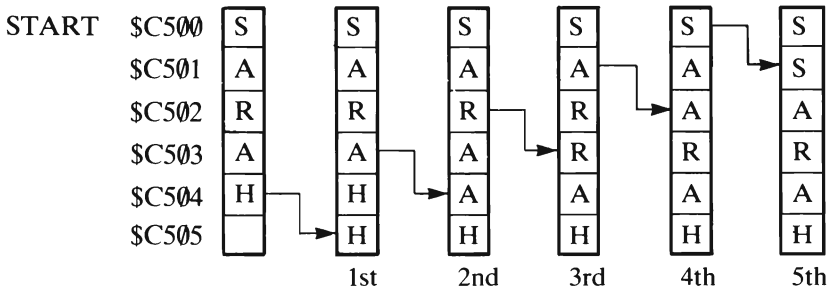 START $C500 S S S S S S
$C501 A A A A A S
$C502 R R R R A A
$C503 A A A R R R
$C504 H H A A A A
$C505 H H H H H
1st 2nd 3rd 4th 5th